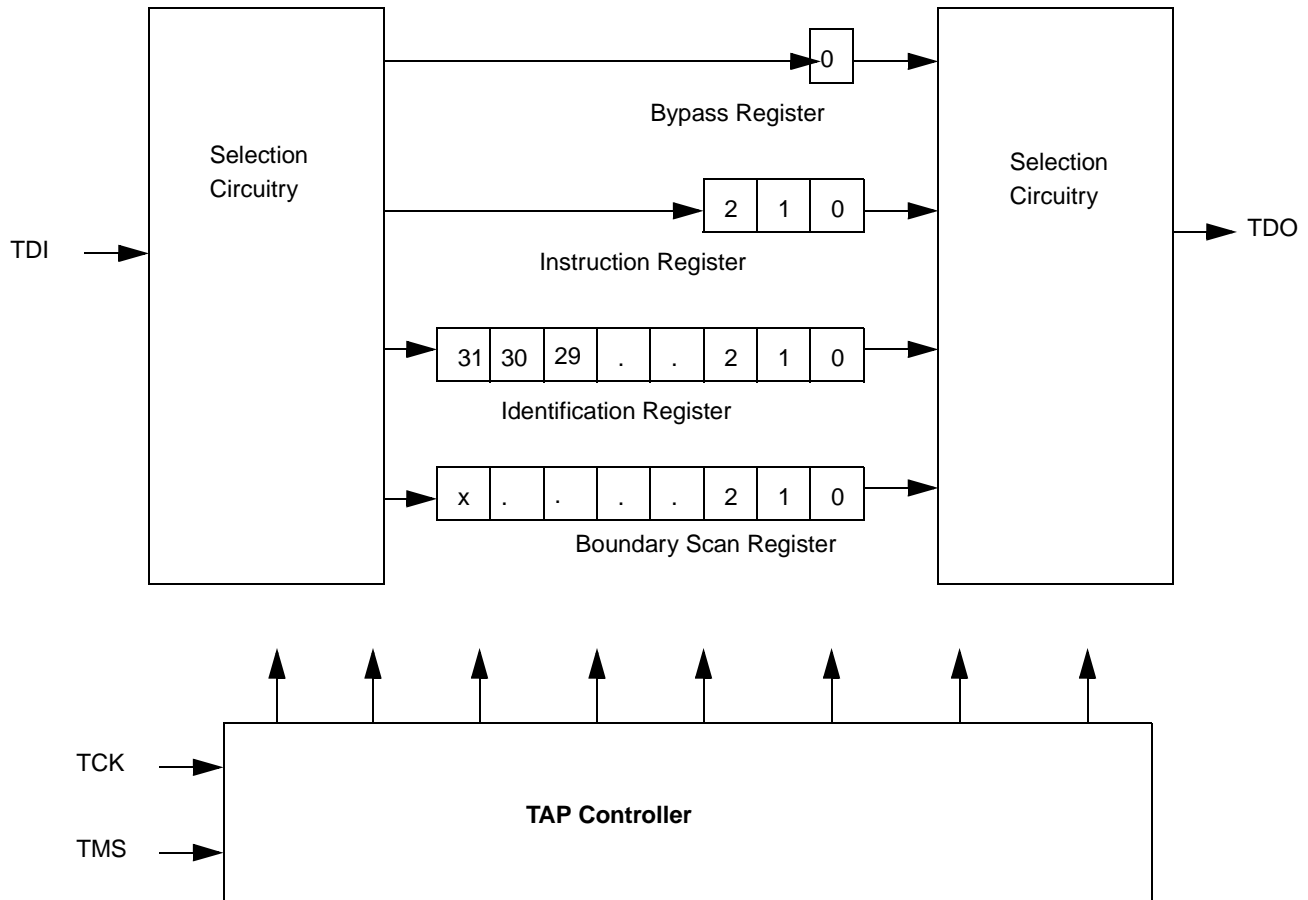 0
Bypass Register
Selection
Circuitry
Selection
Circuitry
2 1 0
TDI
TDO
Instruction Register
31 30 29 . . 2 1 0
Identification Register
x . . . . 2 1 0
Boundary Scan Register
TCK
TAP Controller
TMS